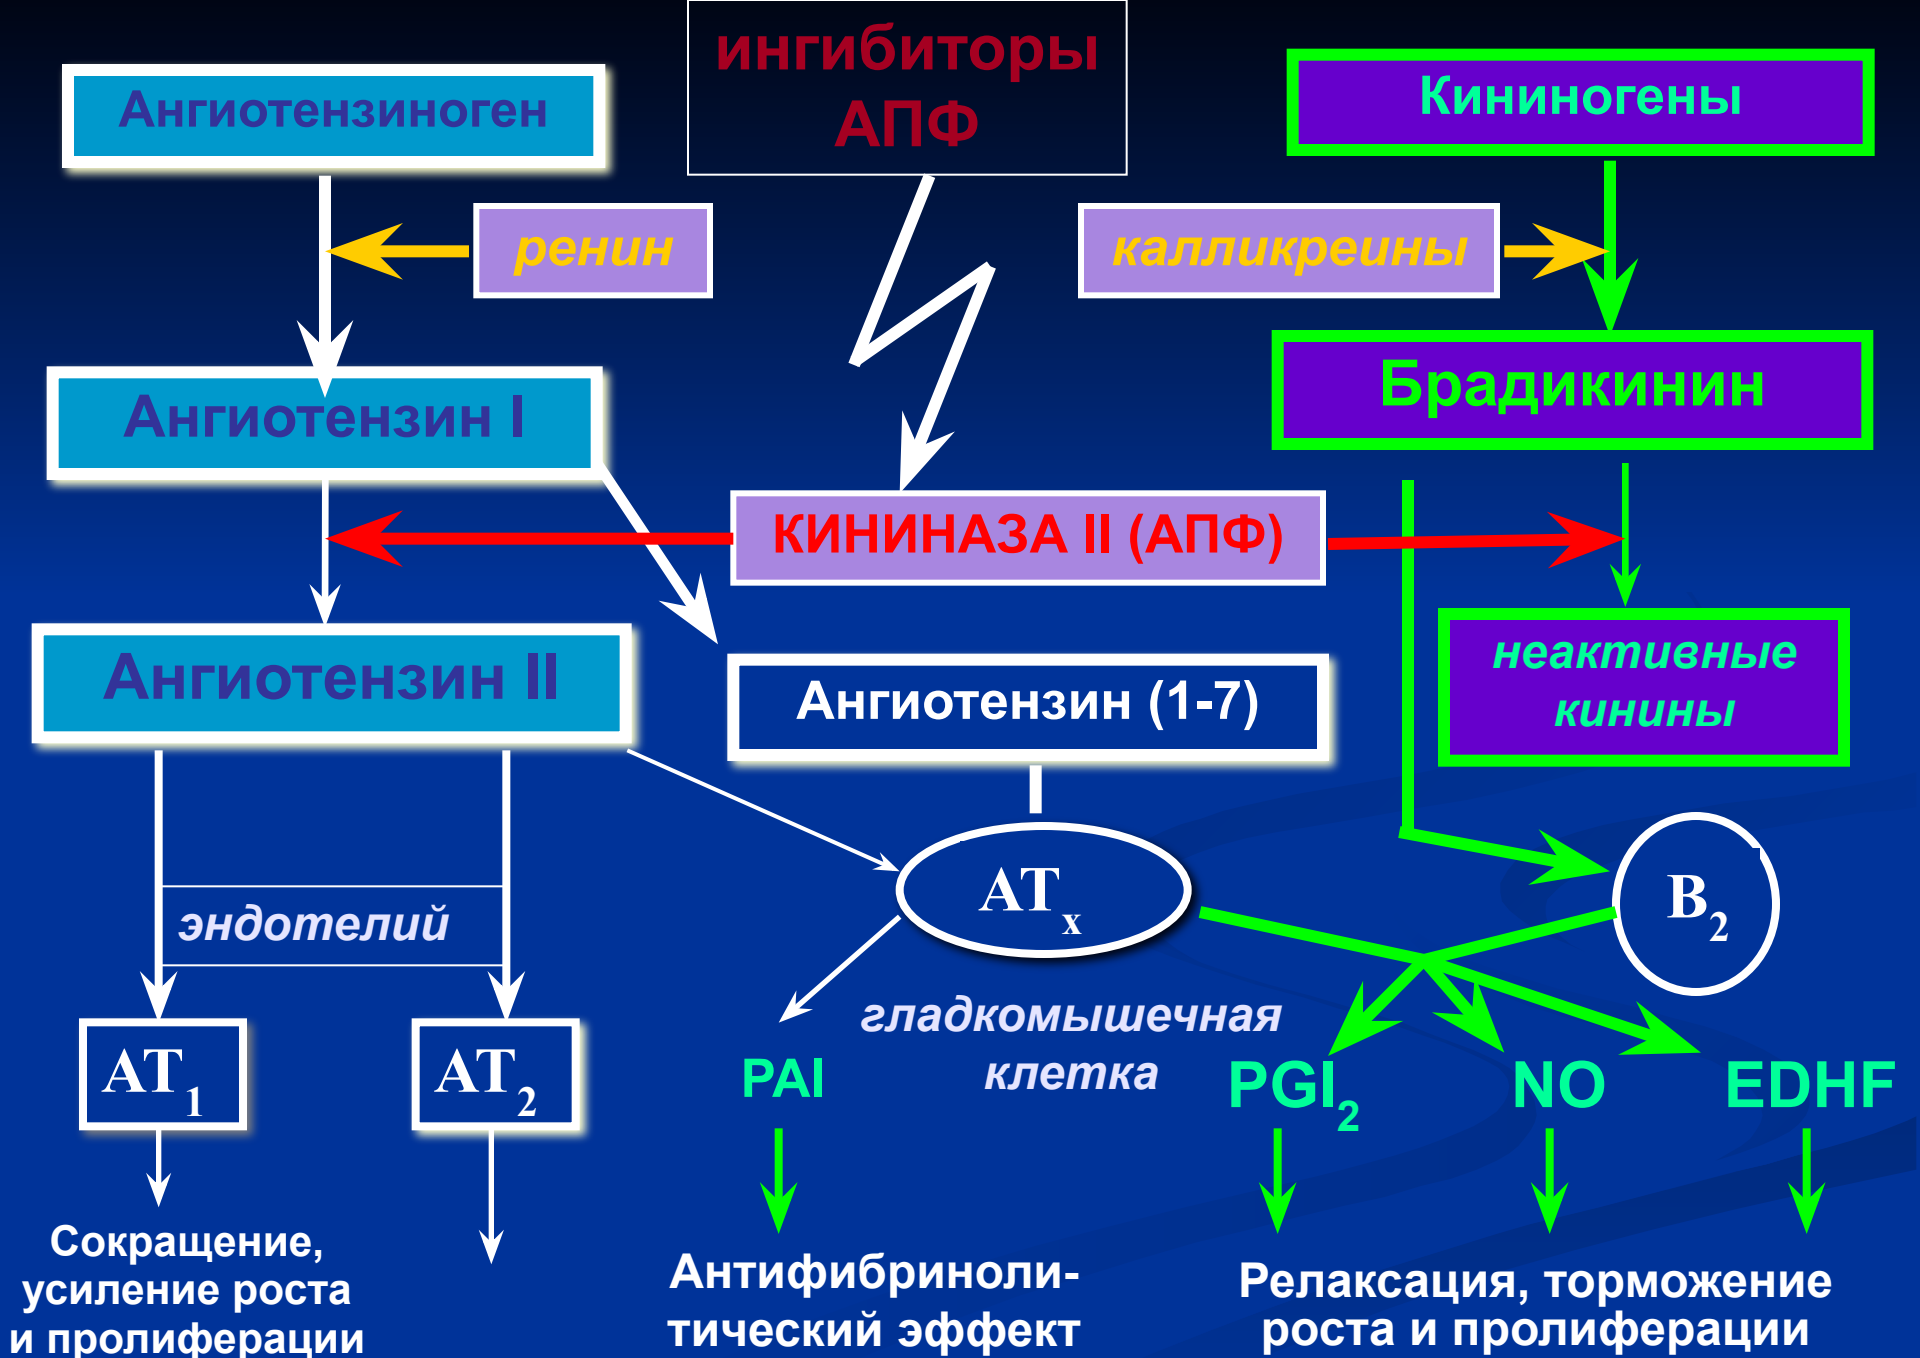 ингибиторы
АПФ
Ангиотензиноген
Кининогены
ренин
калликреины
Ангиотензин I
Брадикинин
КИНИНАЗА II (АПФ)
Ангиотензин II
Ангиотензин (1-7)
неактивные
кинины
эндотелий
ATx
B2
гладкомышечная
клетка
AT1
AT2
PAI
PGI2
NO
EDHF
Сокращение,
усиление роста
и пролиферации
Антифибриноли-
тический эффект
Релаксация, торможение
роста и пролиферации